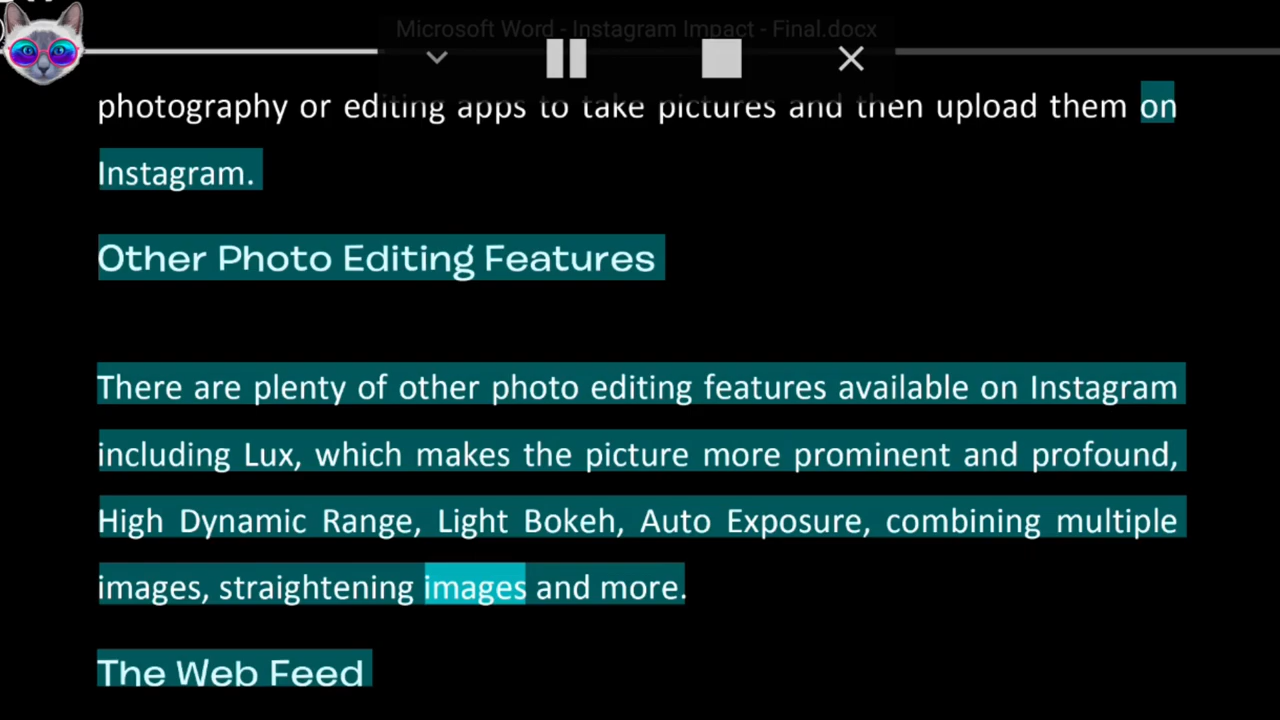 Microsoft Word - Instagram Impact - Final.docx
photography or editing apps to take pictures and then upload them on
Instagram.
Other Photo Editing Features
There are plenty of other photo editing features available on Instagram
including Lux, which makes the picture more prominent and profound,
High Dynamic Range, Light Bokeh, Auto Exposure, combining multiple
images, straightening images and more.
The Web Feed